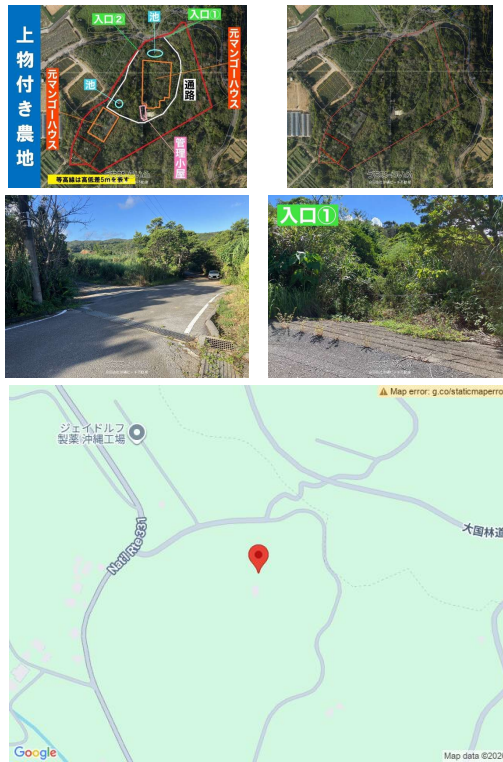 上物付き農地
入口２
池
入口１
元マンゴーハウス
池
通路
元マンゴーハウス
管理小屋
等高線は高低差5mを表す
入口①
Map error: g.co/staticmaperro
ジェイドルフ
製薬 沖縄工場
Nat'l Rte 331
大国林道
Google
Map data ©2026